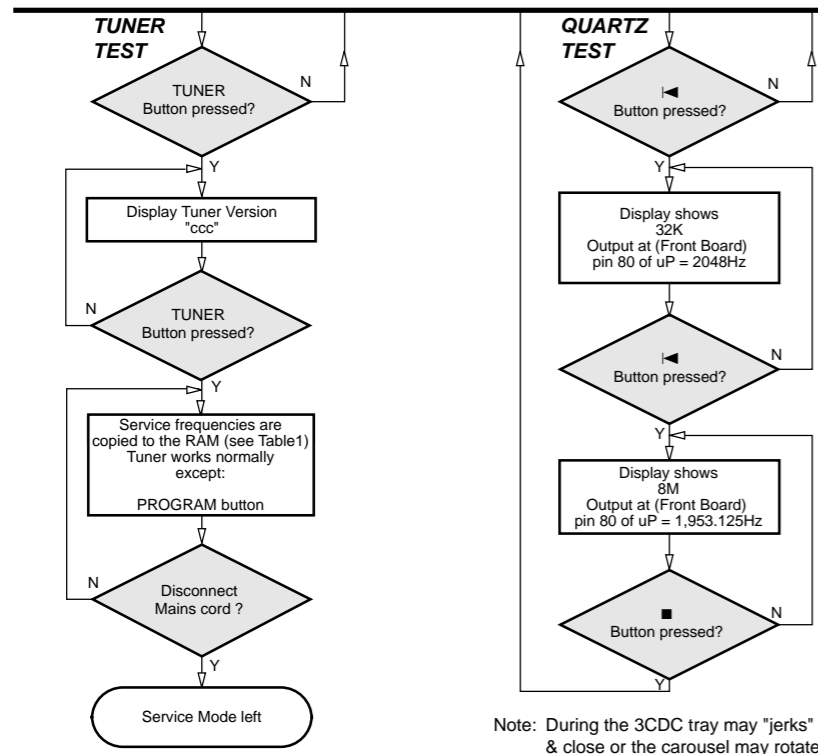 TUNER
TEST
TUNER
Button pressed?
N
Y
Display Tuner Version
"ccc"
TUNER
Button pressed?
N
Y
Service frequencies are
copied to the RAM (see Table1)
Tuner works normally
except:
PROGRAM button
Disconnect
Mains cord ?
N
Y
Service Mode left
QUARTZ
TEST
Button pressed?
N
Y
Display shows
32K
Output at (Front Board)
pin 80 of uP = 2048Hz
Button pressed?
N
Y
Display shows
8M
Output at (Front Board)
pin 80 of uP = 1,953.125Hz
Button pressed?
N
Y
Note: During the 3CDC tray may "jerks"
& close or the carousel may rotate